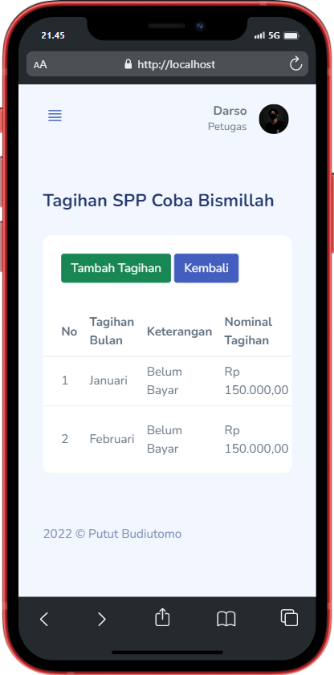 21.45 5G
AA http://localhost
Darso
Petugas
Tagihan SPP Coba Bismillah
Tambah Tagihan Kembali
No Tagihan Bulan Keterangan Nominal Tagihan
1 Januari Belum Bayar Rp 150.000,00
2 Februari Belum Bayar Rp 150.000,00
2022 © Putut Budiutomo